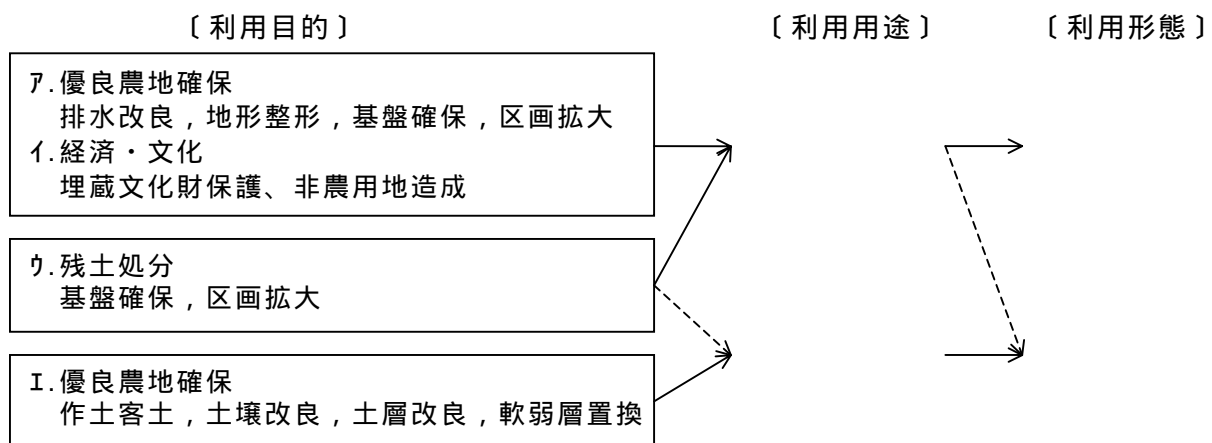 〔利用目的〕 〔利用用途〕 〔利用形態〕
ｱ.優良農地確保
排水改良，地形整形，基盤確保，区画拡大
ｲ.経済・文化
埋蔵文化財保護、非農用地造成
ｳ.残土処分
基盤確保，区画拡大
ｴ.優良農地確保
作土客土，土壌改良，土層改良，軟弱層置換